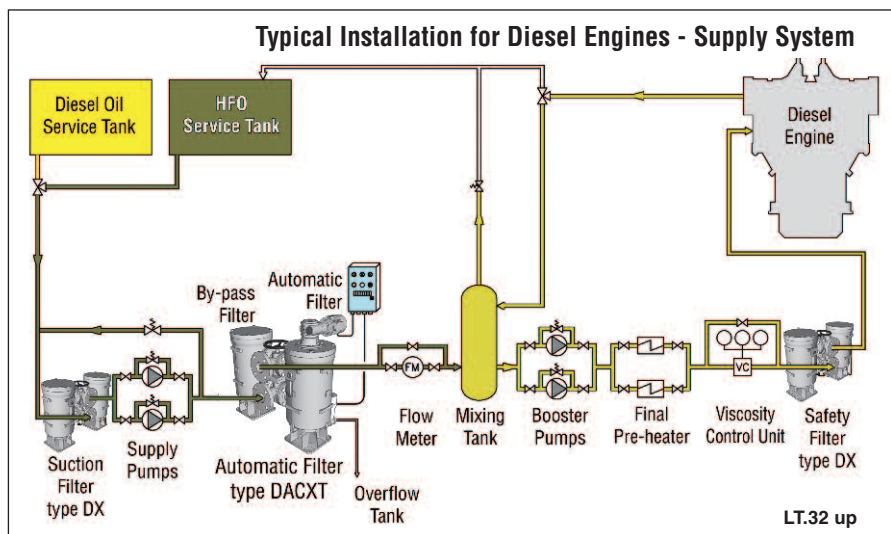 Typical Installation for Diesel Engines - Supply System
Diesel Oil
Service Tank
HFO
Service Tank
Diesel
Engine
By-pass
Filter
Automatic
Filter
FM
VC
Suction
Filter
type DX
Supply
Pumps
Automatic Filter
type DACXT
Overflow
Tank
Flow
Meter
Mixing
Tank
Booster
Pumps
Final
Pre-heater
Viscosity
Control Unit
Safety
Filter
type DX
LT.32 up